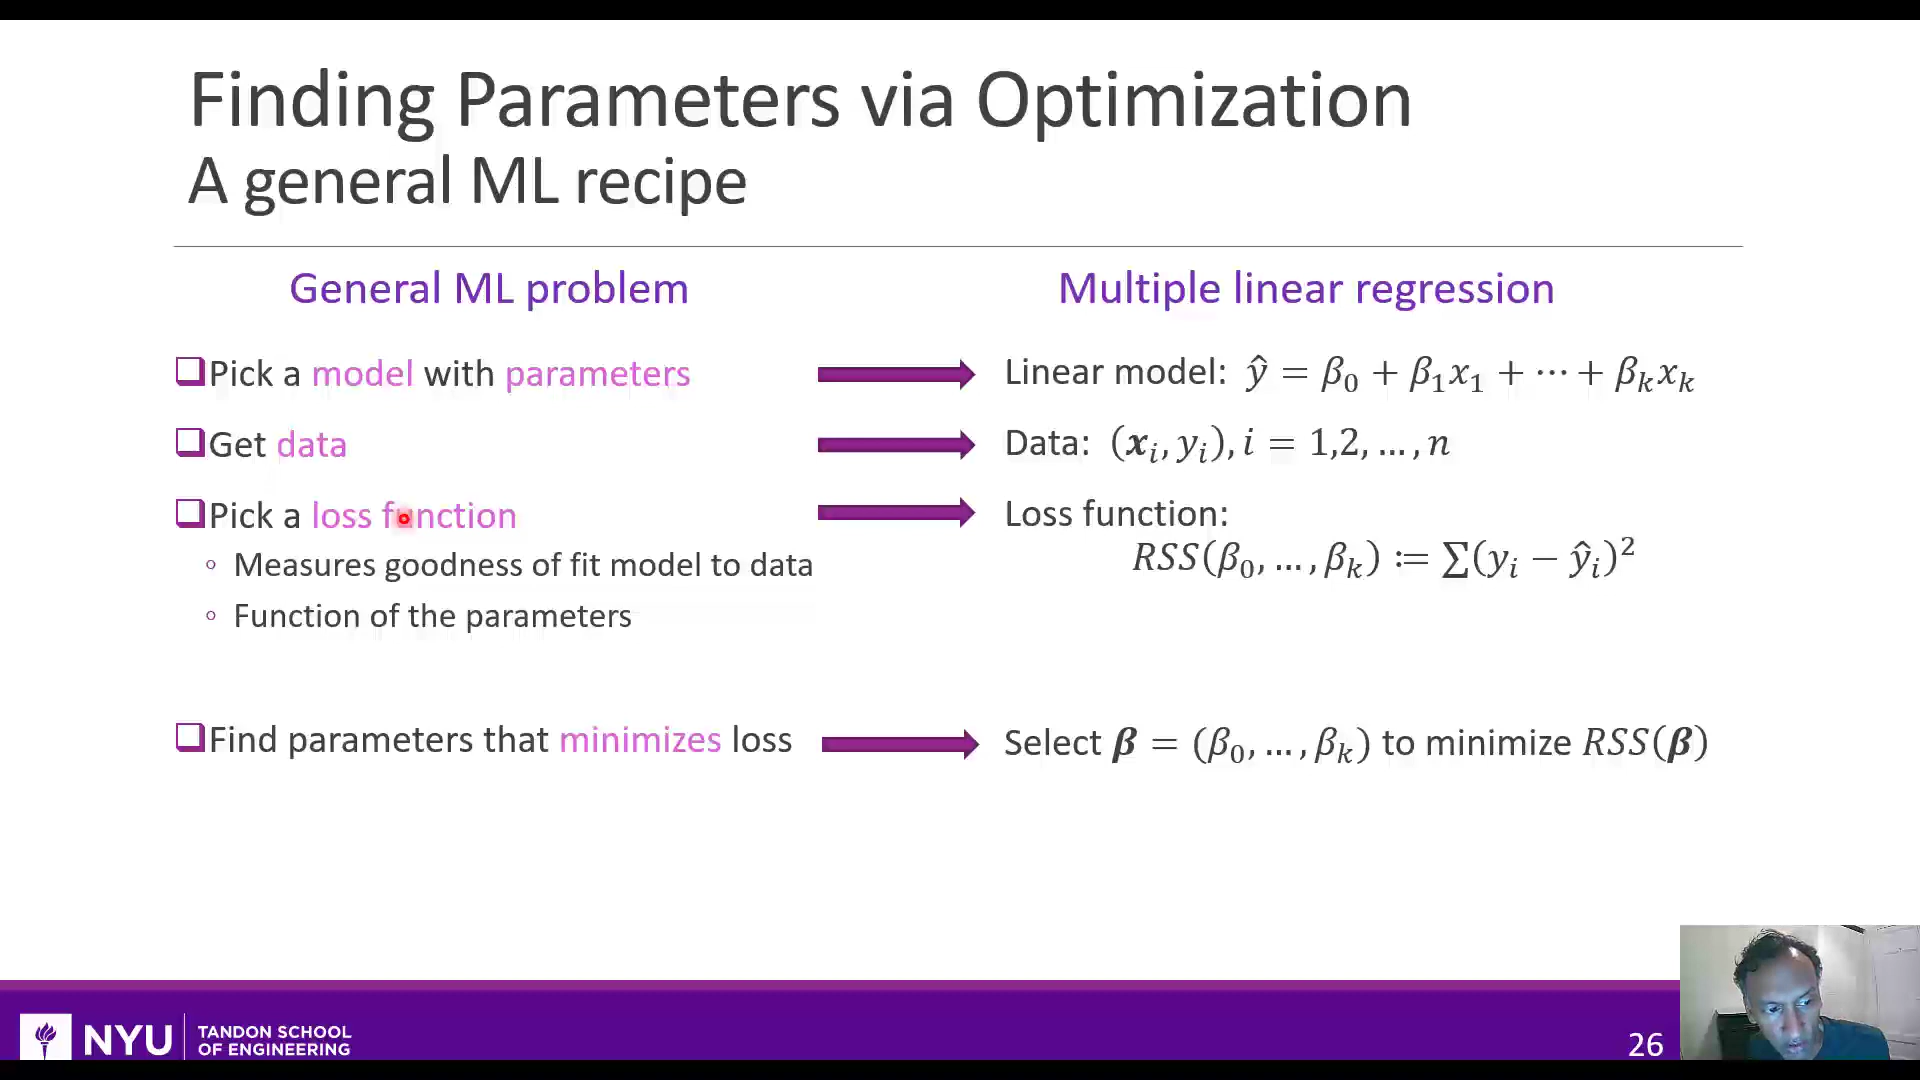 Finding Parameters via Optimization
A general ML recipe
General ML problem
Multiple linear regression
❑Pick a model with parameters
Linear model: ŷ = β₀ + β₁x₁ + ⋯ + βₖxₖ
❑Get data
Data: (𝒙ᵢ, yᵢ), i = 1,2, … , n
❑Pick a loss function
Loss function:
◦ Measures goodness of fit model to data
RSS(β₀, … , βₖ) ≔ ∑(yᵢ − ŷᵢ)²
◦ Function of the parameters
❑Find parameters that minimizes loss
Select 𝜷 = (β₀, … , βₖ) to minimize RSS(𝜷)
NYU
TANDON SCHOOL
OF ENGINEERING
26